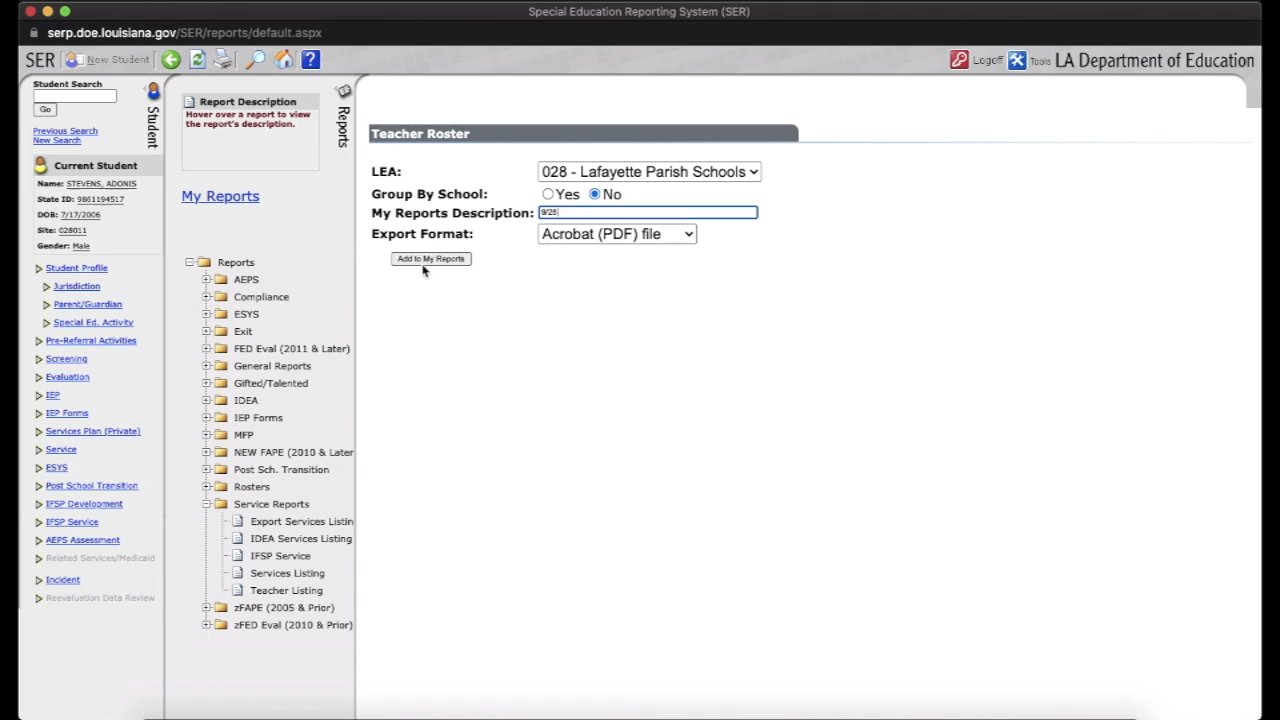 Special Education Reporting System (SER)
serp.doe.louisiana.gov/SER/reports/default.aspx
SER New Student
Logoff Tools LA Department of Education
Student Search
Go
Previous Search
New Search
Student
Current Student
Name: STEVENS, ADONIS
State ID: 9861194517
DOB: 7/17/2006
Site: 028011
Gender: Male
Student Profile
Jurisdiction
Parent/Guardian
Special Ed. Activity
Pre-Referral Activities
Screening
Evaluation
IEP
IEP Forms
Services Plan (Private)
Service
ESYS
Post School Transition
IFSP Development
IFSP Service
AEPS Assessment
Related Services/Medicaid
Incident
Reevaluation Data Review
Report Description
Hover over a report to view
the report's description.
Reports
My Reports
Reports
AEPS
Compliance
ESYS
Exit
FED Eval (2011 & Later)
General Reports
Gifted/Talented
IDEA
IEP Forms
MFP
NEW FAPE (2010 & Later
Post Sch. Transition
Rosters
Service Reports
Export Services Listin
IDEA Services Listing
IFSP Service
Services Listing
Teacher Listing
zFAPE (2005 & Prior)
zFED Eval (2010 & Prior)
Teacher Roster
LEA: 028 - Lafayette Parish Schools
Group By School: Yes No
My Reports Description: 9/28
Export Format: Acrobat (PDF) file
Add to My Reports